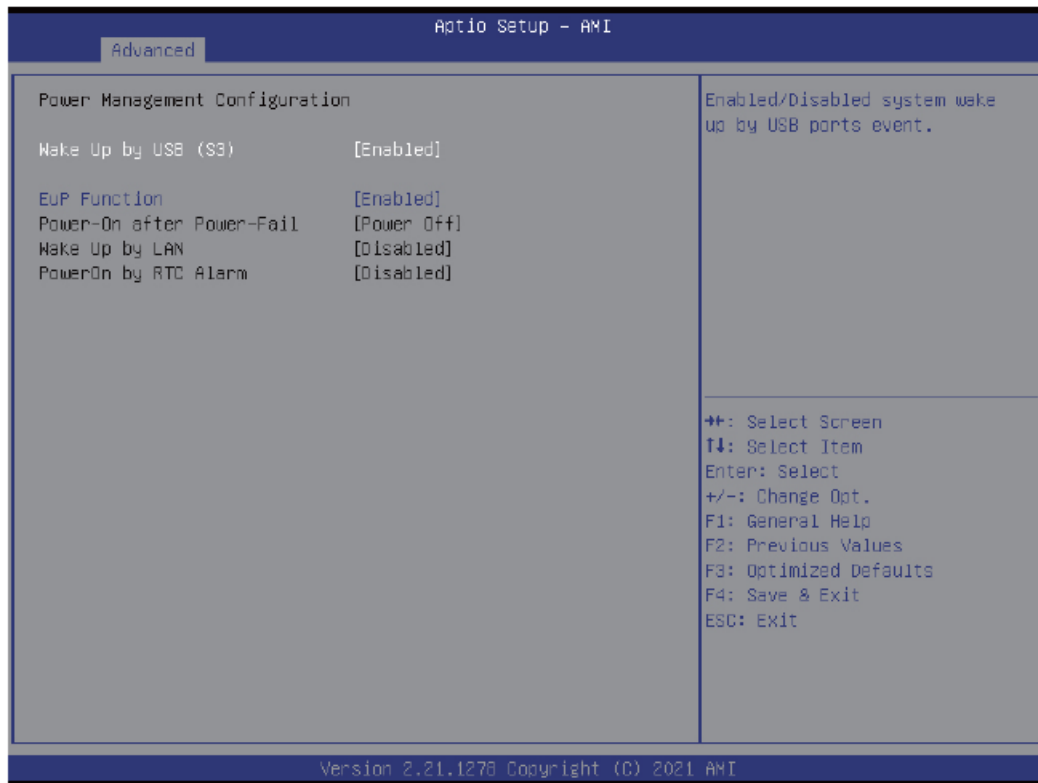 Aptio Setup - AMI
Advanced
Power Management Configuration
Wake Up by USB (S3) [Enabled]
EuP Function [Enabled]
Power-On after Power-Fail [Power Off]
Wake Up by LAN [Disabled]
PowerOn by RTC Alarm [Disabled]
Enabled/Disabled system wake
up by USB ports event.
→←: Select Screen
↑↓: Select Item
Enter: Select
+/-: Change Opt.
F1: General Help
F2: Previous Values
F3: Optimized Defaults
F4: Save & Exit
ESC: Exit
Version 2.21.1278 Copyright (C) 2021 AMI